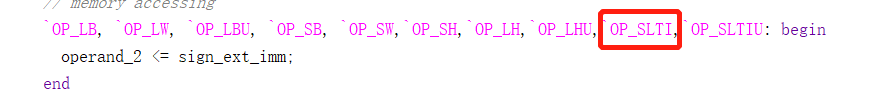 // memory accessing
`OP_LB, `OP_LW, `OP_LBU, `OP_SB, `OP_SW,`OP_SH,`OP_LH,`OP_LHU,`OP_SLTI,`OP_SLTIU: begin
operand_2 <= sign_ext_imm;
end